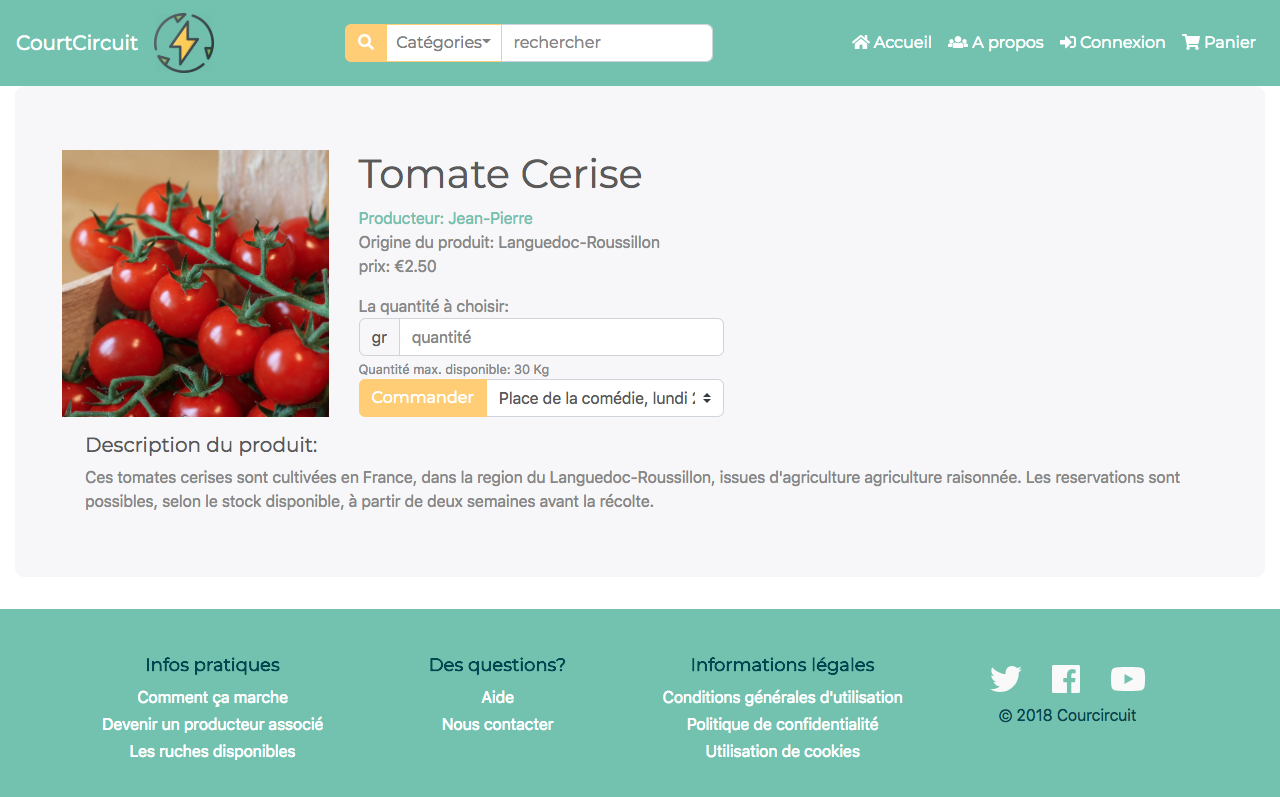 CourtCircuit
Catégories
rechercher
Accueil
A propos
Connexion
Panier
Tomate Cerise
Producteur: Jean-Pierre
Origine du produit: Languedoc-Roussillon
prix: €2.50
La quantité à choisir:
gr
quantité
Quantité max. disponible: 30 Kg
Commander
Place de la comédie, lundi
Description du produit:
Ces tomates cerises sont cultivées en France, dans la region du Languedoc-Roussillon, issues d'agriculture agriculture raisonnée. Les reservations sont
possibles, selon le stock disponible, à partir de deux semaines avant la récolte.
Infos pratiques
Comment ça marche
Devenir un producteur associé
Les ruches disponibles
Des questions?
Aide
Nous contacter
Informations légales
Conditions générales d'utilisation
Politique de confidentialité
Utilisation de cookies
© 2018 Courcircuit